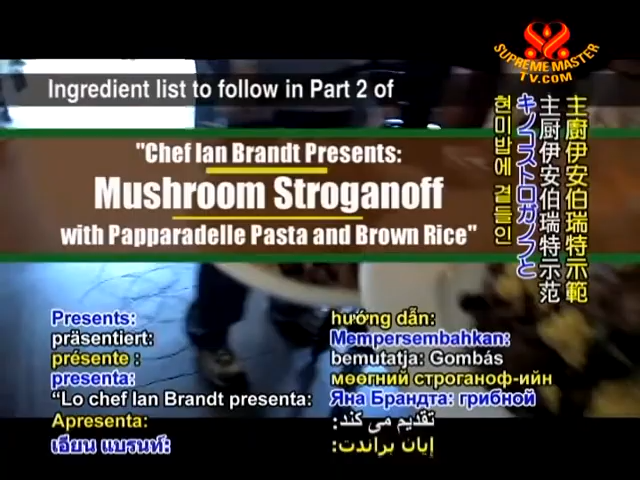 SUPREME MASTER
TV.COM
Ingredient list to follow in Part 2 of
"Chef Ian Brandt Presents:
Mushroom Stroganoff
with Papparadelle Pasta and Brown Rice"
主廚伊安伯瑞特示範
主厨伊安伯瑞特示范
キノコストロガノフと
현미밥에 곁들인
Presents:
präsentiert:
présente :
presenta:
“Lo chef Ian Brandt presenta:
Apresenta:
เอียน แบรนท์:
hướng dẫn:
Mempersembahkan:
bemutatja: Gombás
мөөгний строганоф-ийн
Яна Брандта: грибной
تقدیم می کند:
إيان براندت: